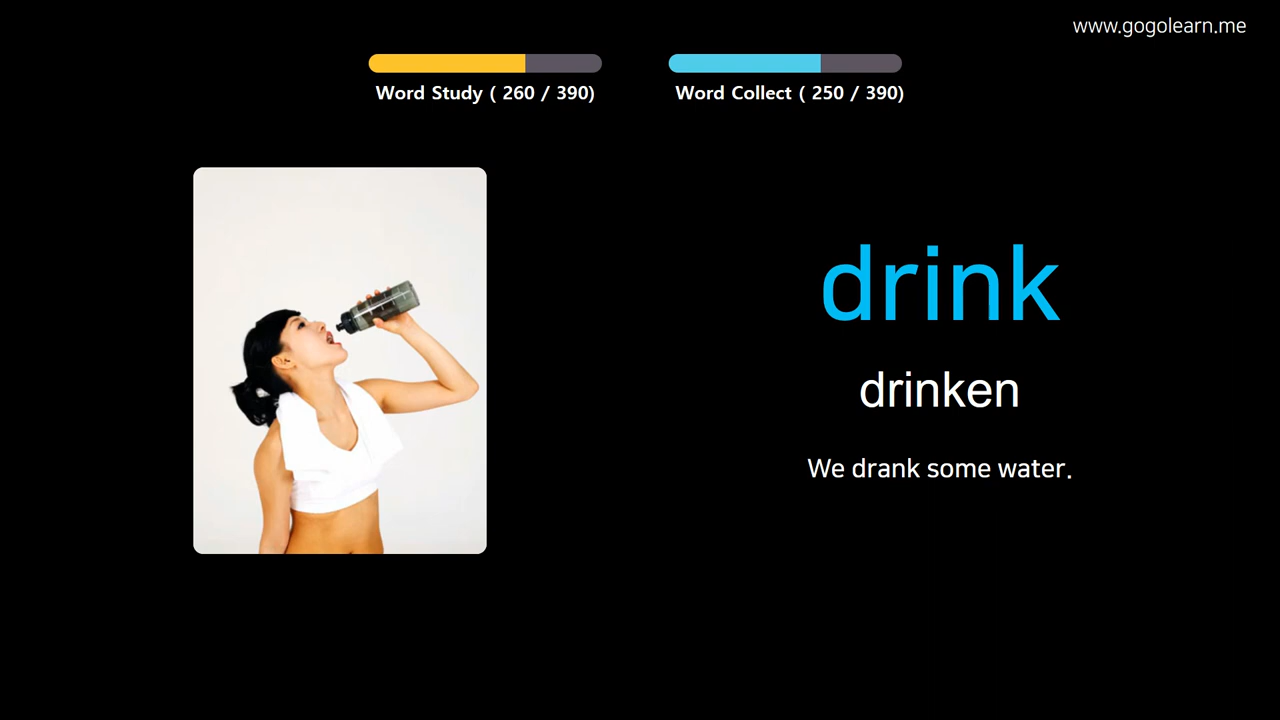 www.gogolearn.me
Word Study ( 260 / 390)
Word Collect ( 250 / 390)
drink
drinken
We drank some water.